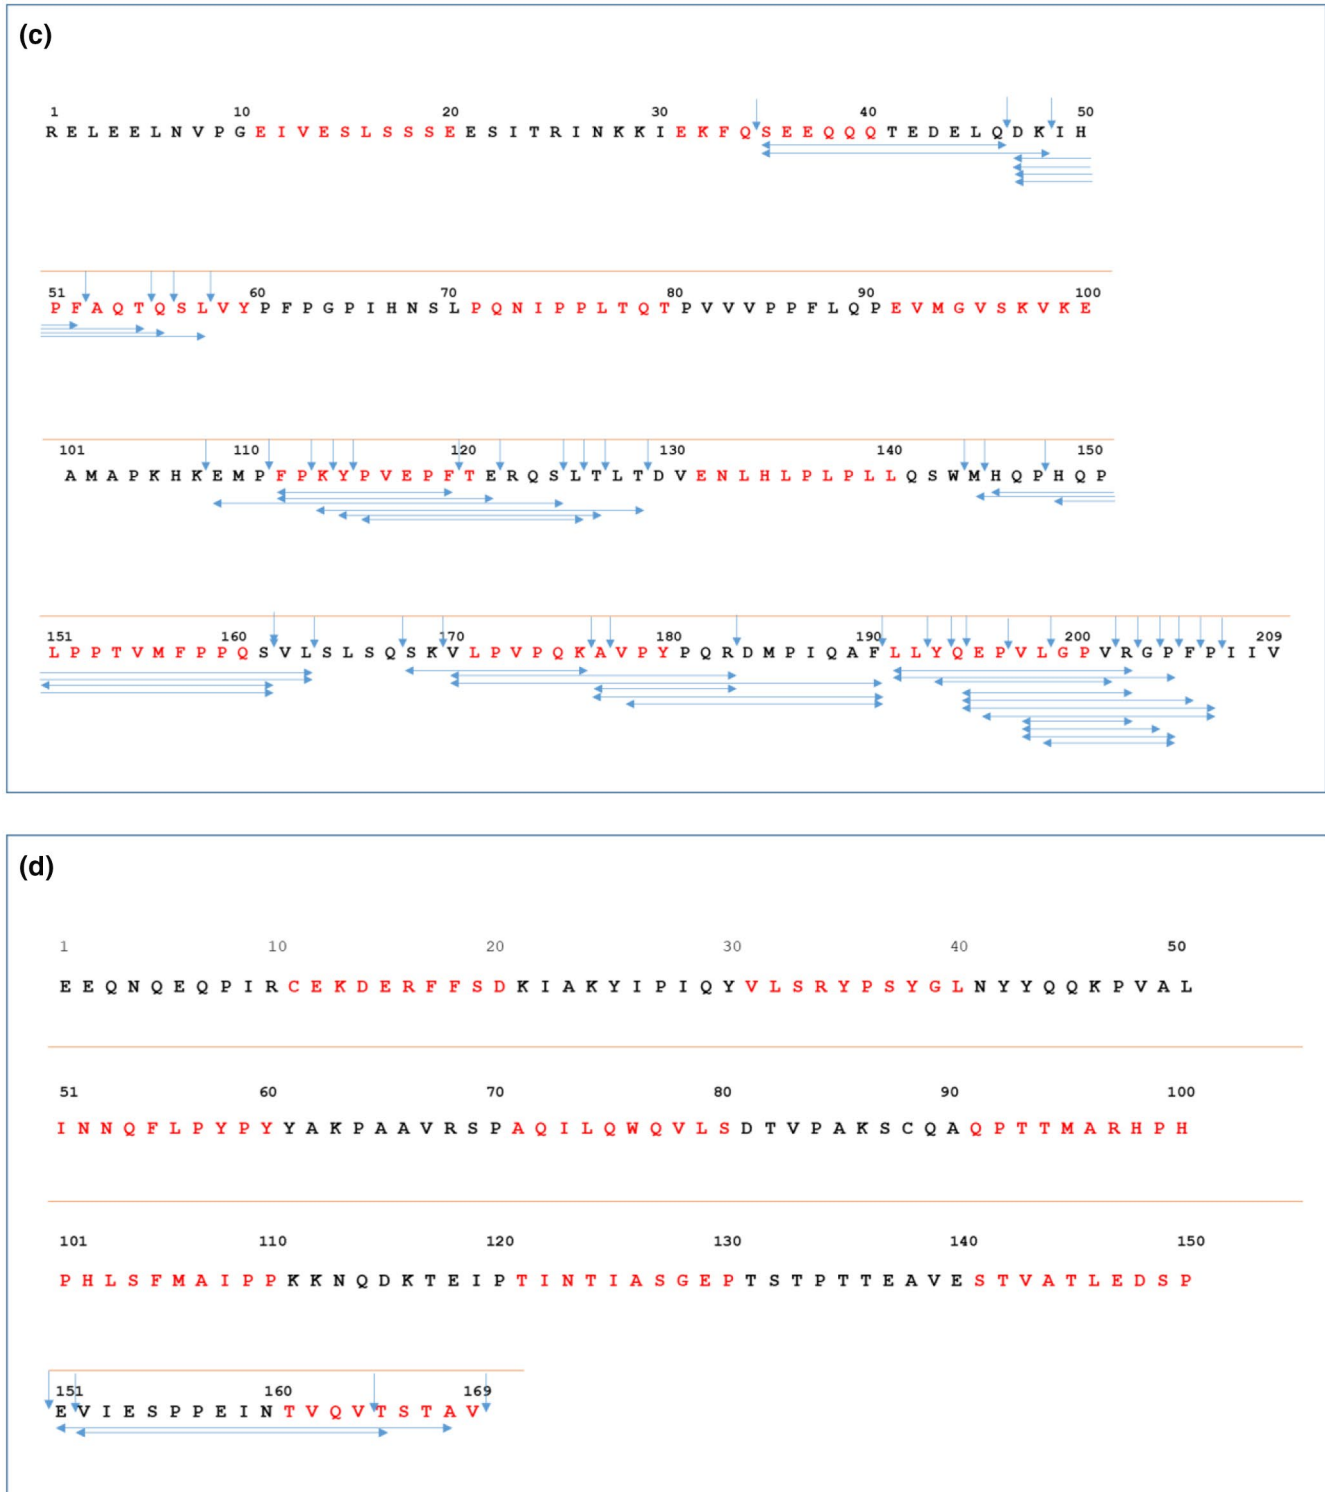 (c)
1 10 20 30 40 50
R E L E E L N V P G E I V E S L S S S E E S I T R I N K K I E K F Q S E E Q Q Q T E D E L Q D K I H
51 60 70 80 90 100
P F A Q T Q S L V Y P F P G P I H N S L P Q N I P P L T Q T P V V V P P F L Q P E V M G V S K V K E
101 110 120 130 140 150
A M A P K H K E M P F P K Y P V E P F T E R Q S L T L T D V E N L H L P L P L L Q S W M H Q P H Q P
151 160 170 180 190 200 209
L P P T V M F P P Q S V L S L S Q S K V L P V P Q K A V P Y P Q R D M P I Q A F L L Y Q E P V L G P V R G P F P I I V
(d)
1 10 20 30 40 50
E E Q N Q E Q P I R C E K D E R F F S D K I A K Y I P I Q Y V L S R Y P S Y G L N Y Y Q Q K P V A L
51 60 70 80 90 100
I N N Q F L P Y P Y Y A K P A A V R S P A Q I L Q W Q V L S D T V P A K S C Q A Q P T T M A R H P H
101 110 120 130 140 150
P H L S F M A I P P K K N Q D K T E I P T I N T I A S G E P T S T P T T E A V E S T V A T L E D S P
151 160 169
E V I E S P P E I N T V Q V T S T A V